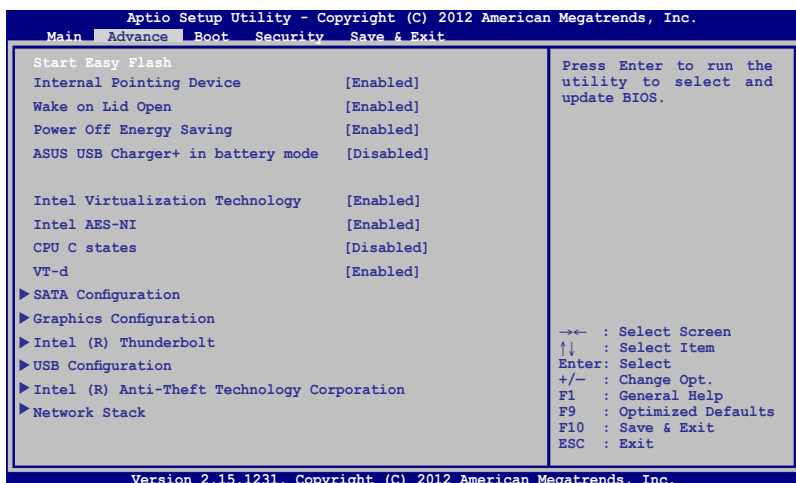 Aptio Setup Utility - Copyright (C) 2012 American Megatrends, Inc.
Main Advance Boot Security Save & Exit
Start Easy Flash
Internal Pointing Device [Enabled]
Wake on Lid Open [Enabled]
Power Off Energy Saving [Enabled]
ASUS USB Charger+ in battery mode [Disabled]
Intel Virtualization Technology [Enabled]
Intel AES-NI [Enabled]
CPU C states [Disabled]
VT-d [Enabled]
▶ SATA Configuration
▶ Graphics Configuration
▶ Intel (R) Thunderbolt
▶ USB Configuration
▶ Intel (R) Anti-Theft Technology Corporation
▶ Network Stack
Press Enter to run the
utility to select and
update BIOS.
→← : Select Screen
↑↓ : Select Item
Enter: Select
+/— : Change Opt.
F1 : General Help
F9 : Optimized Defaults
F10 : Save & Exit
ESC : Exit
Version 2.15.1231. Copyright (C) 2012 American Megatrends, Inc.